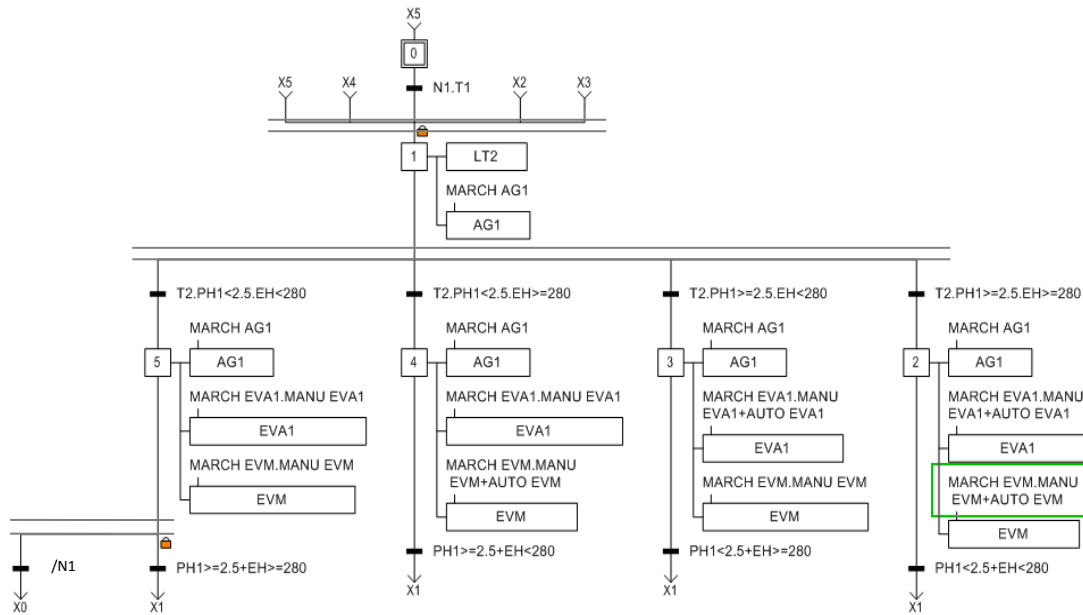 X5
0
N1.T1
X5 X4 X2 X3
1 LT2
MARCH AG1
AG1
T2.PH1<2.5.EH<280 T2.PH1<2.5.EH>=280 T2.PH1>=2.5.EH<280 T2.PH1>=2.5.EH>=280
MARCH AG1 MARCH AG1 MARCH AG1 MARCH AG1
5 AG1 4 AG1 3 AG1 2 AG1
MARCH EVA1.MANU EVA1 MARCH EVA1.MANU EVA1 MARCH EVA1.MANU MARCH EVA1.MANU
EVA1+AUTO EVA1 EVA1+AUTO EVA1
EVA1 EVA1 EVA1 EVA1
MARCH EVM.MANU EVM MARCH EVM.MANU MARCH EVM.MANU EVM MARCH EVM.MANU
EVM+AUTO EVM EVM+AUTO EVM
EVM EVM EVM EVM
PH1>=2.5+EH<280 PH1<2.5+EH>=280
/N1 PH1>=2.5+EH>=280 PH1<2.5+EH<280
X0 X1 X1 X1 X1